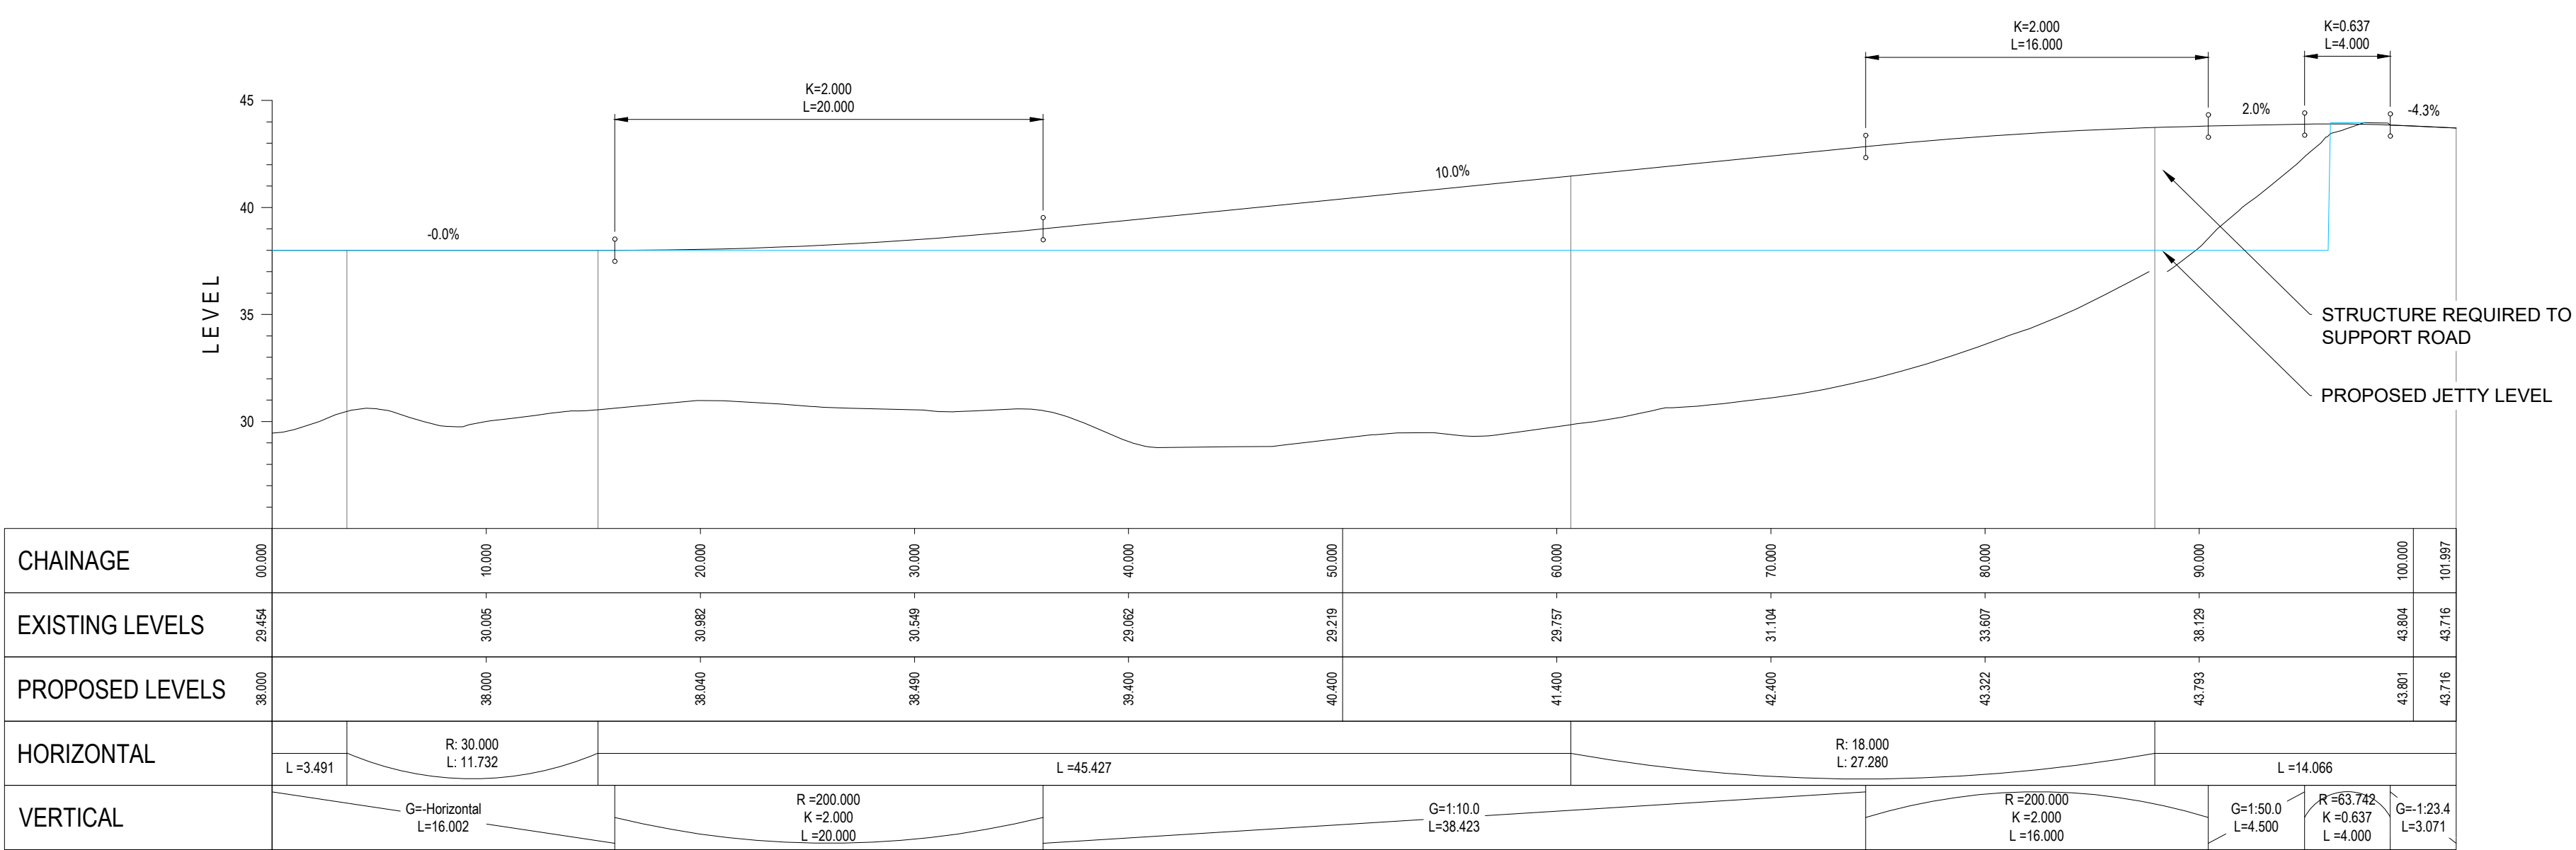 K=2.000
L=16.000
K=0.637
L=4.000
K=2.000
L=20.000
45
2.0%
-4.3%
10.0%
40
-0.0%
LEVEL
35
STRUCTURE REQUIRED TO
SUPPORT ROAD
PROPOSED JETTY LEVEL
30
CHAINAGE 00.000 10.000 20.000 30.000 40.000 50.000 60.000 70.000 80.000 90.000 100.000 101.997
EXISTING LEVELS 29.454 30.005 30.982 30.549 29.062 29.219 29.757 31.104 33.607 38.129 43.804 43.716
PROPOSED LEVELS 38.000 38.000 38.040 38.490 39.400 40.400 41.400 42.400 43.322 43.793 43.801 43.716
HORIZONTAL
L =3.491
R: 30.000
L: 11.732
L =45.427
R: 18.000
L: 27.280
L =14.066
VERTICAL
G=-Horizontal
L=16.002
R =200.000
K =2.000
L =20.000
G=1:10.0
L=38.423
R =200.000
K =2.000
L =16.000
G=1:50.0
L=4.500
R =63.742
K =0.637
L =4.000
G=-1:23.4
L=3.071